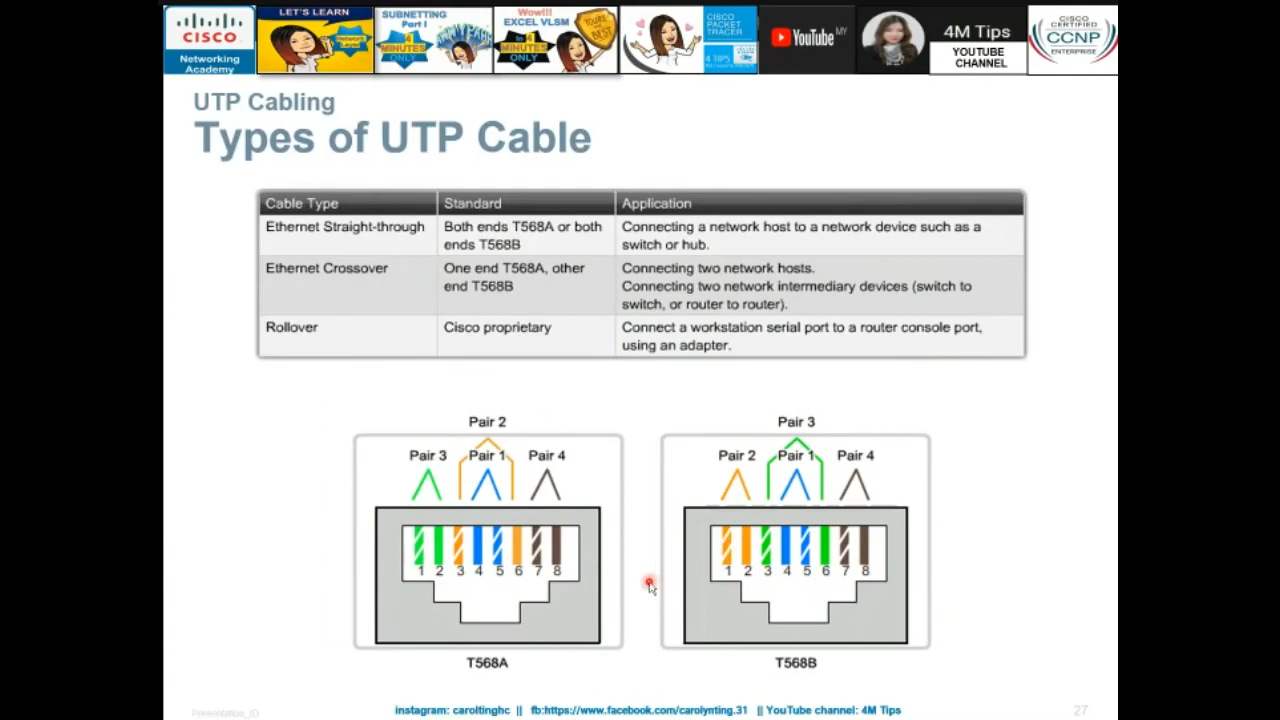 CISCO
Networking
Academy
LET'S LEARN
SUBNETTING
Part I
4
MINUTES
ONLY
Wow!!!
EXCEL VLSM
in 4
MINUTES
ONLY
YOU'RE
BEST
CISCO
PACKET
TRACER
YouTube MY
4M Tips
YOUTUBE
CHANNEL
CISCO
CERTIFIED
CCNP
ENTERPRISE
UTP Cabling
Types of UTP Cable
Cable Type Standard Application
Ethernet Straight-through Both ends T568A or both Connecting a network host to a network device such as a
ends T568B switch or hub.
Ethernet Crossover One end T568A, other Connecting two network hosts.
end T568B Connecting two network intermediary devices (switch to
switch, or router to router).
Rollover Cisco proprietary Connect a workstation serial port to a router console port,
using an adapter.
Pair 2
Pair 3 Pair 1 Pair 4
1 2 3 4 5 6 7 8
T568A
Pair 3
Pair 2 Pair 1 Pair 4
1 2 3 4 5 6 7 8
T568B
Presentation_ID
instagram: caroltinghc || fb:https://www.facebook.com/carolynting.31 || YouTube channel: 4M Tips
27